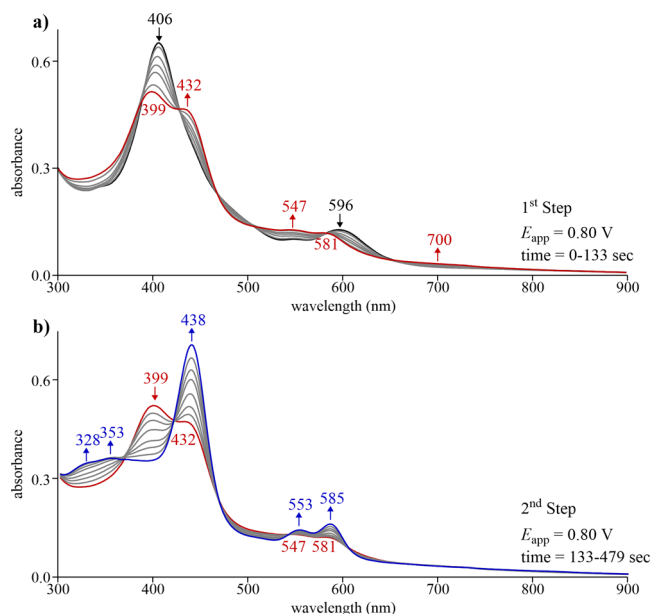 a)
406
432
399
547
596
581
700
1st Step
Eapp = 0.80 V
time = 0-133 sec
absorbance
0.6
0.3
0.0
300 400 500 600 700 800 900
wavelength (nm)
b)
438
399
328 353
432
553 585
547 581
2nd Step
Eapp = 0.80 V
time = 133-479 sec
absorbance
0.6
0.3
0.0
300 400 500 600 700 800 900
wavelength (nm)